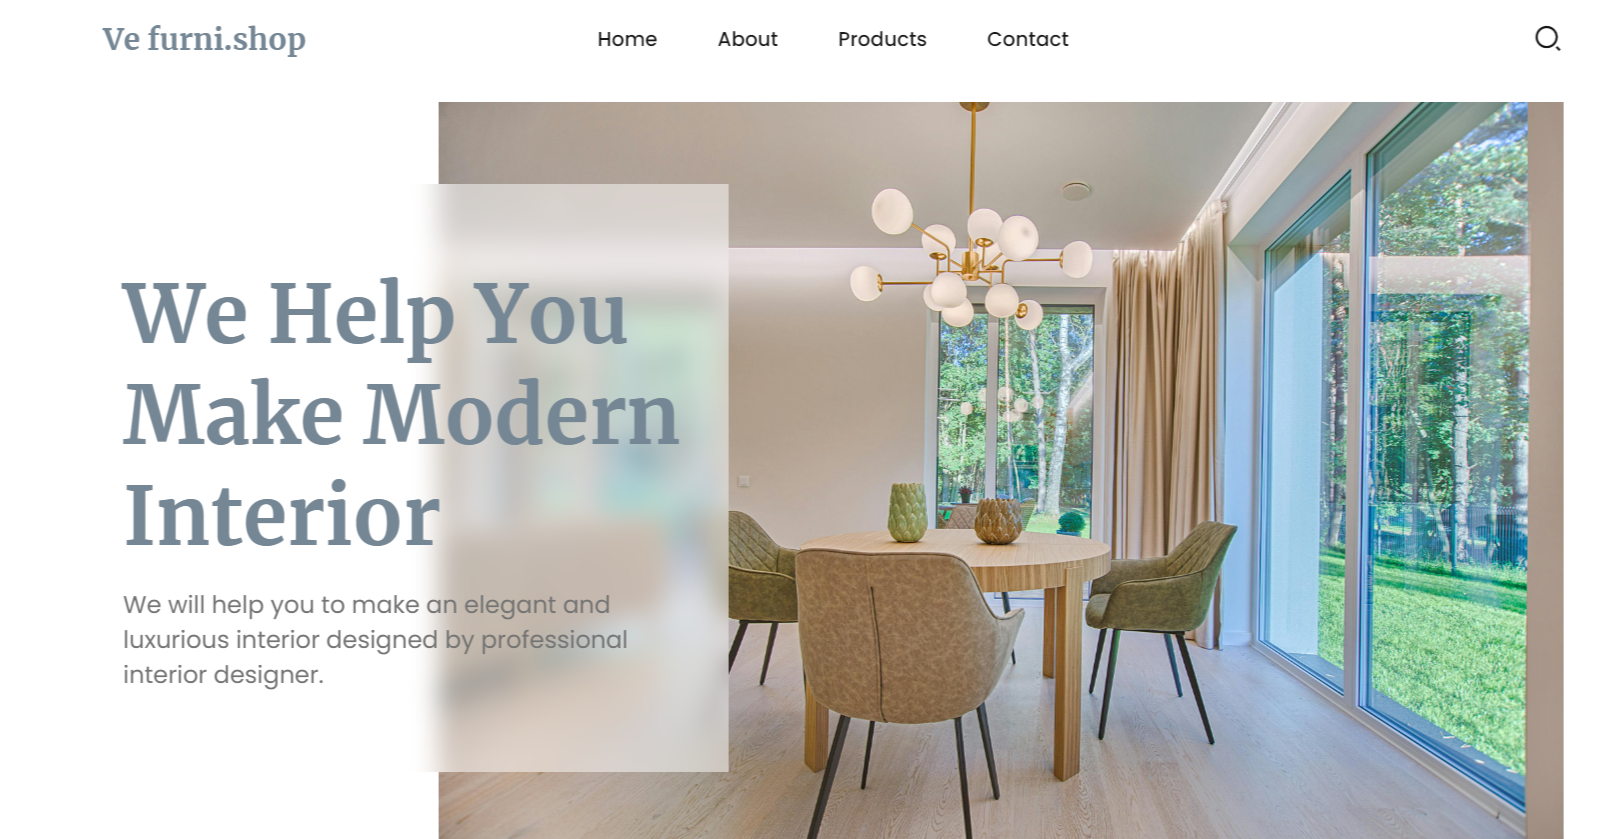 Ve furni.shop
Home About Products Contact
We Help You
Make Modern
Interior
We will help you to make an elegant and
luxurious interior designed by professional
interior designer.